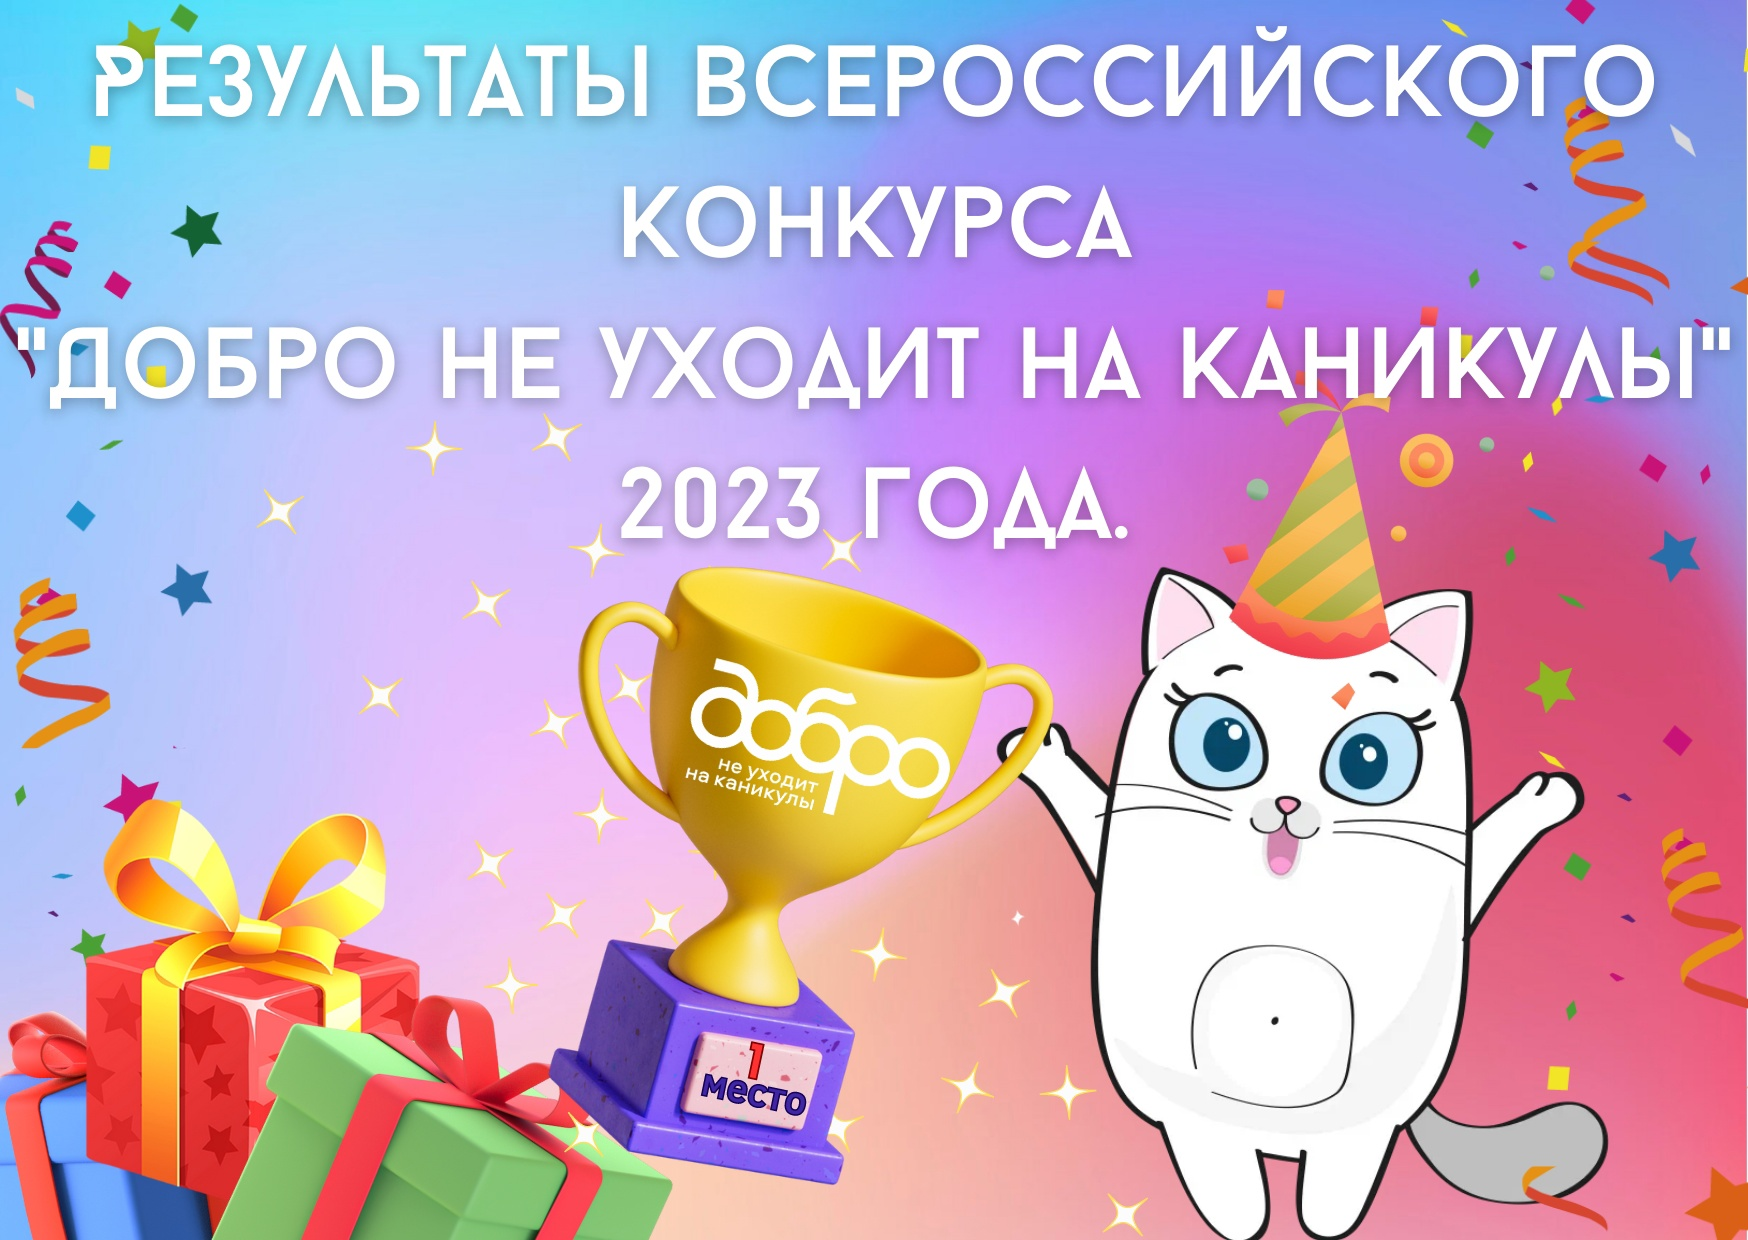 РЕЗУЛЬТАТЫ ВСЕРОССИЙСКОГО
КОНКУРСА
"ДОБРО НЕ УХОДИТ НА КАНИКУЛЫ"
2023 ГОДА.
добро
не уходит
на каникулы
1
место